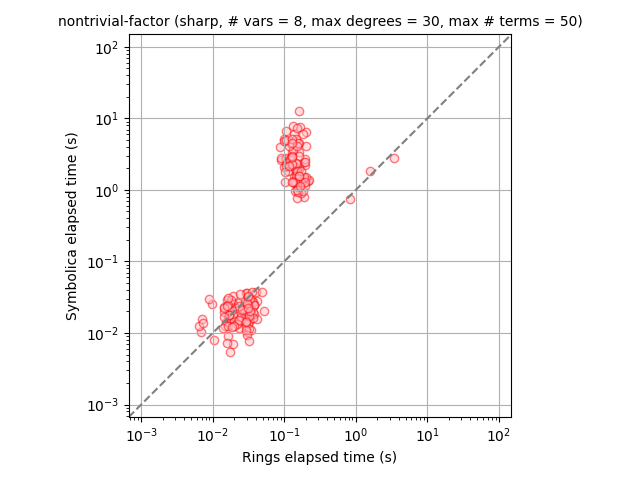 nontrivial-factor (sharp, # vars = 8, max degrees = 30, max # terms = 50)
10²
10¹
10⁰
10⁻¹
10⁻²
10⁻³
Symbolica elapsed time (s)
10⁻³ 10⁻² 10⁻¹ 10⁰ 10¹ 10²
Rings elapsed time (s)